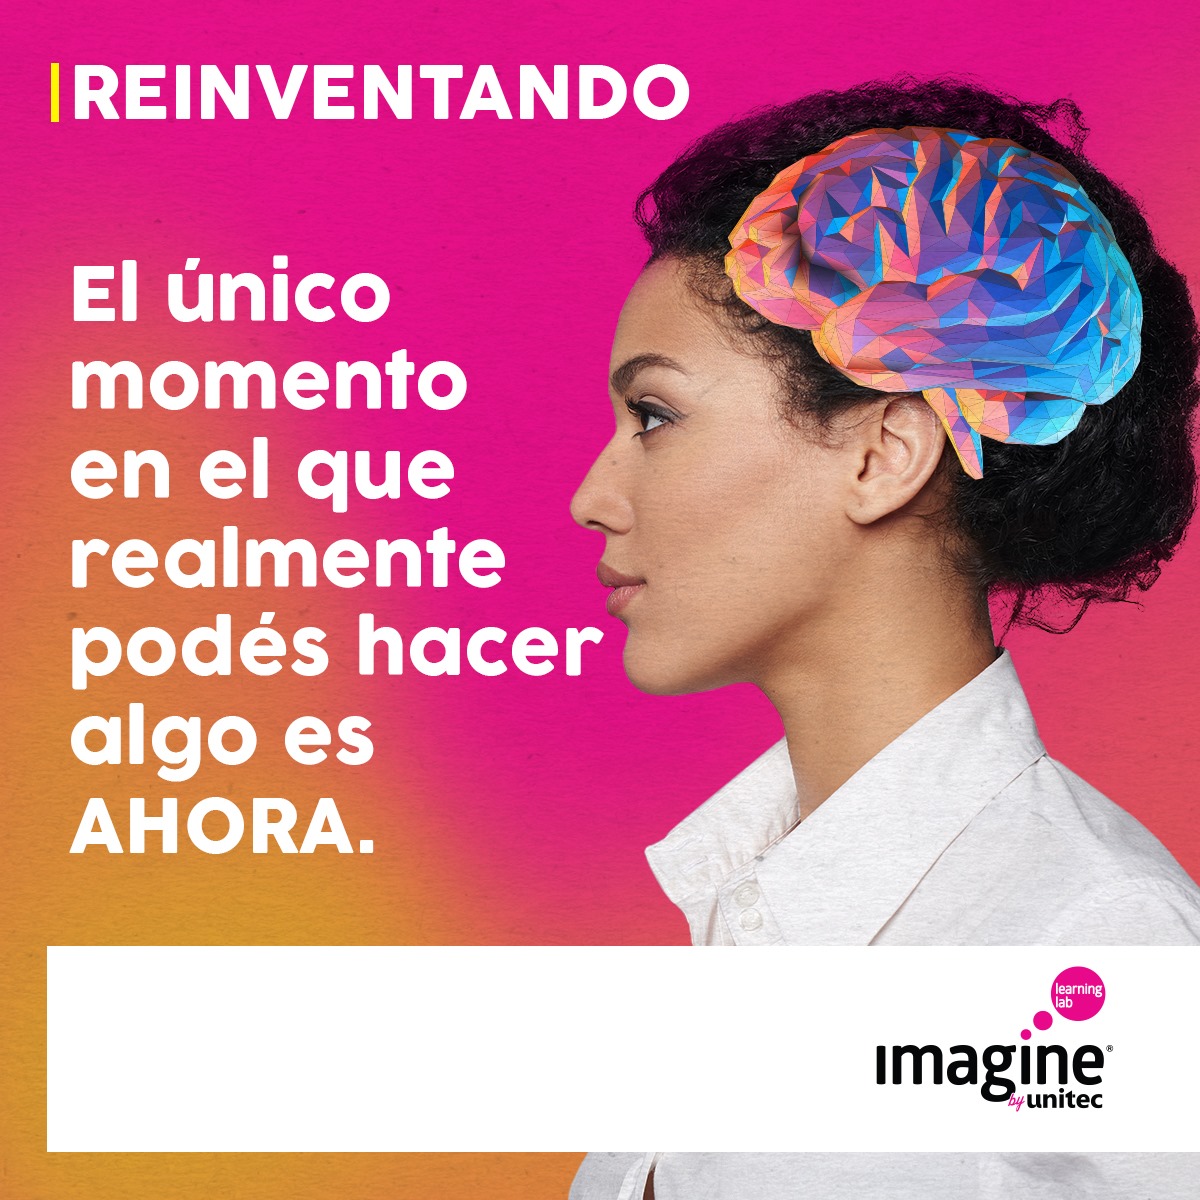 REINVENTANDO
El único
momento
en el que
realmente
podés hacer
algo es
AHORA.
learning
lab
imagine®
by unitec